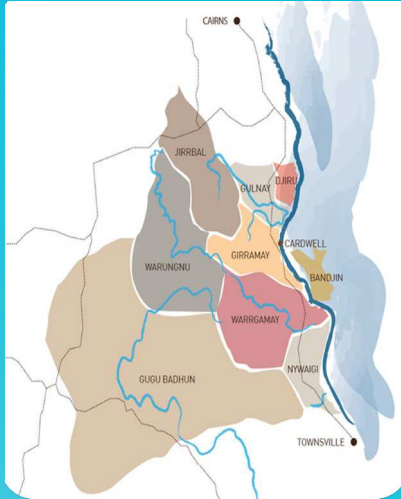 CAIRNS
JIRRBAL
GULNAY
DJIRU
CARDWELL
GIRRAMAY
WARUNGNU
BANDJIN
WARRGAMAY
NYWAIGI
GUGU BADHUN
TOWNSVILLE